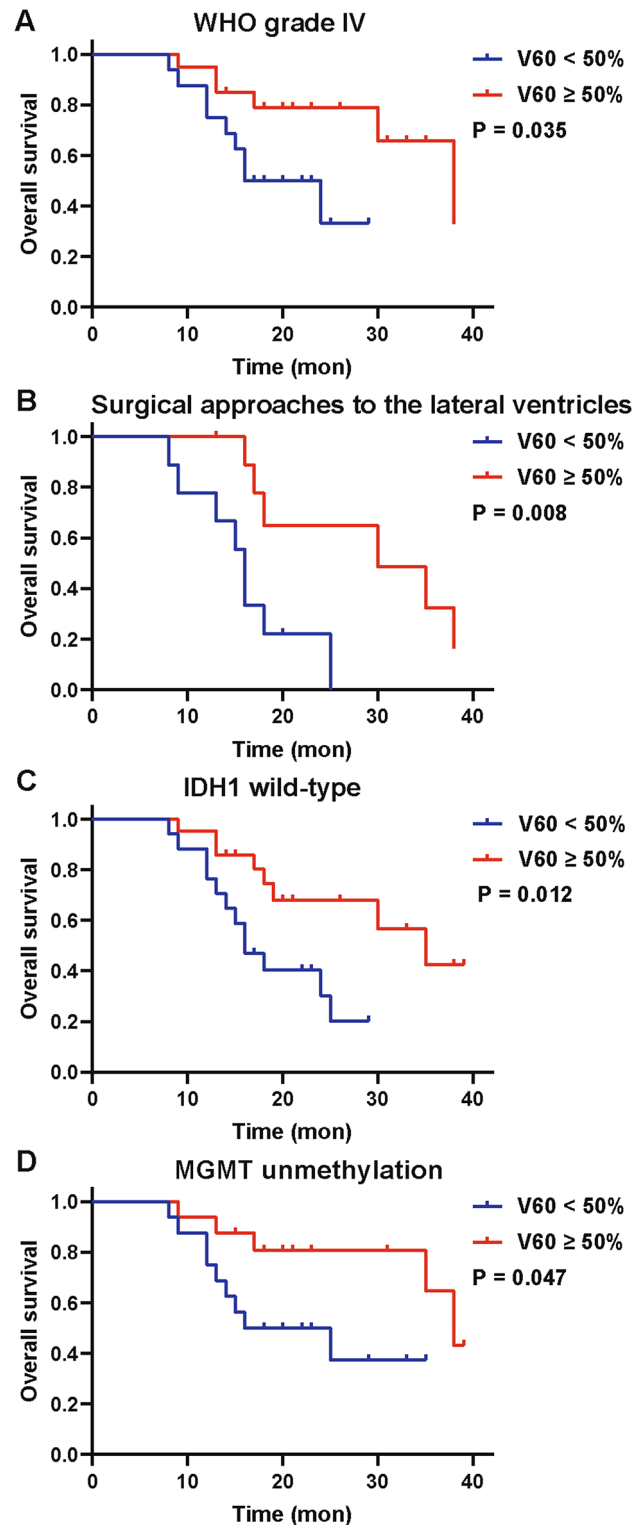 A
WHO grade IV
V60 < 50%
V60 ≥ 50%
P = 0.035
Overall survival
1.0
0.8
0.6
0.4
0.2
0.0
0 10 20 30 40
Time (mon)
B
Surgical approaches to the lateral ventricles
V60 < 50%
V60 ≥ 50%
P = 0.008
Overall survival
1.0
0.8
0.6
0.4
0.2
0.0
0 10 20 30 40
Time (mon)
C
IDH1 wild-type
V60 < 50%
V60 ≥ 50%
P = 0.012
Overall survival
1.0
0.8
0.6
0.4
0.2
0.0
0 10 20 30 40
Time (mon)
D
MGMT unmethylation
V60 < 50%
V60 ≥ 50%
P = 0.047
Overall survival
1.0
0.8
0.6
0.4
0.2
0.0
0 10 20 30 40
Time (mon)